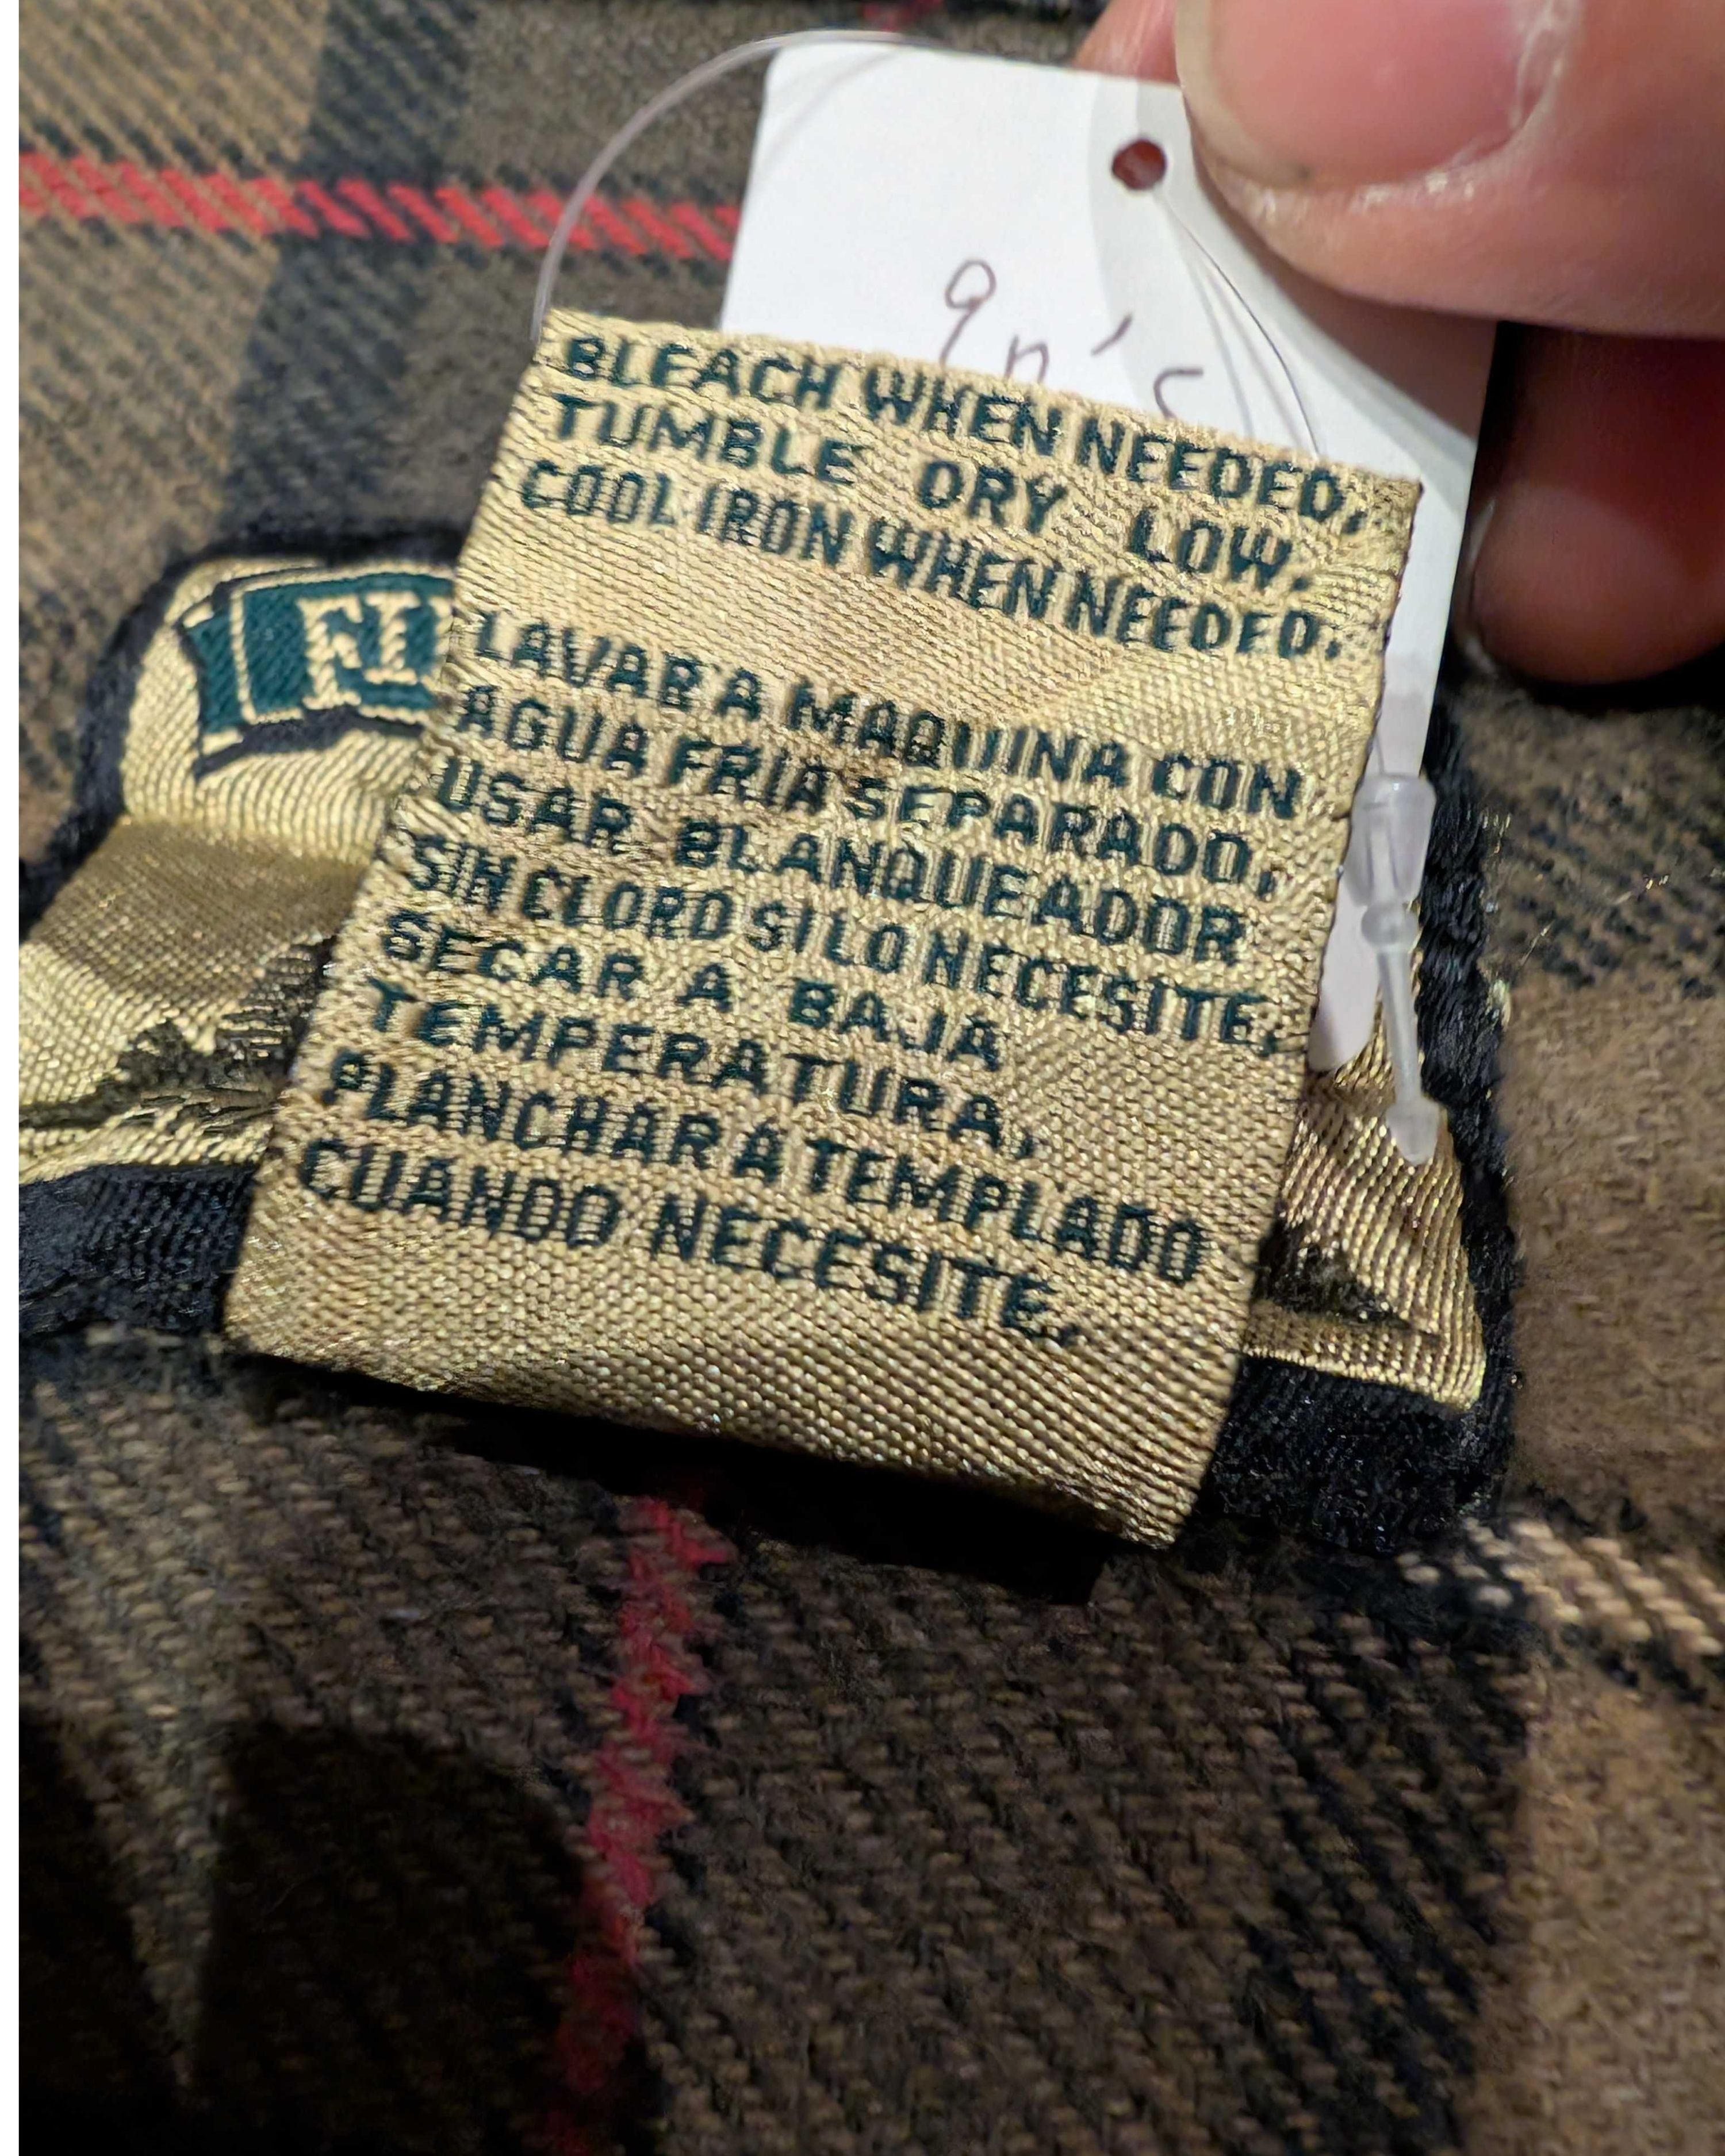 90's
BLEACH WHEN NEEDED,
TUMBLE DRY LOW.
COOL IRON WHEN NEEDED.
LAVAR A MAQUINA CON
AGUA FRIA SEPARADO,
USAR BLANQUEADOR
SIN CLORO SI LO NECESITE,
SECAR A BAJA
TEMPERATURA,
PLANCHAR A TEMPLADO
CUANDO NECESITE,